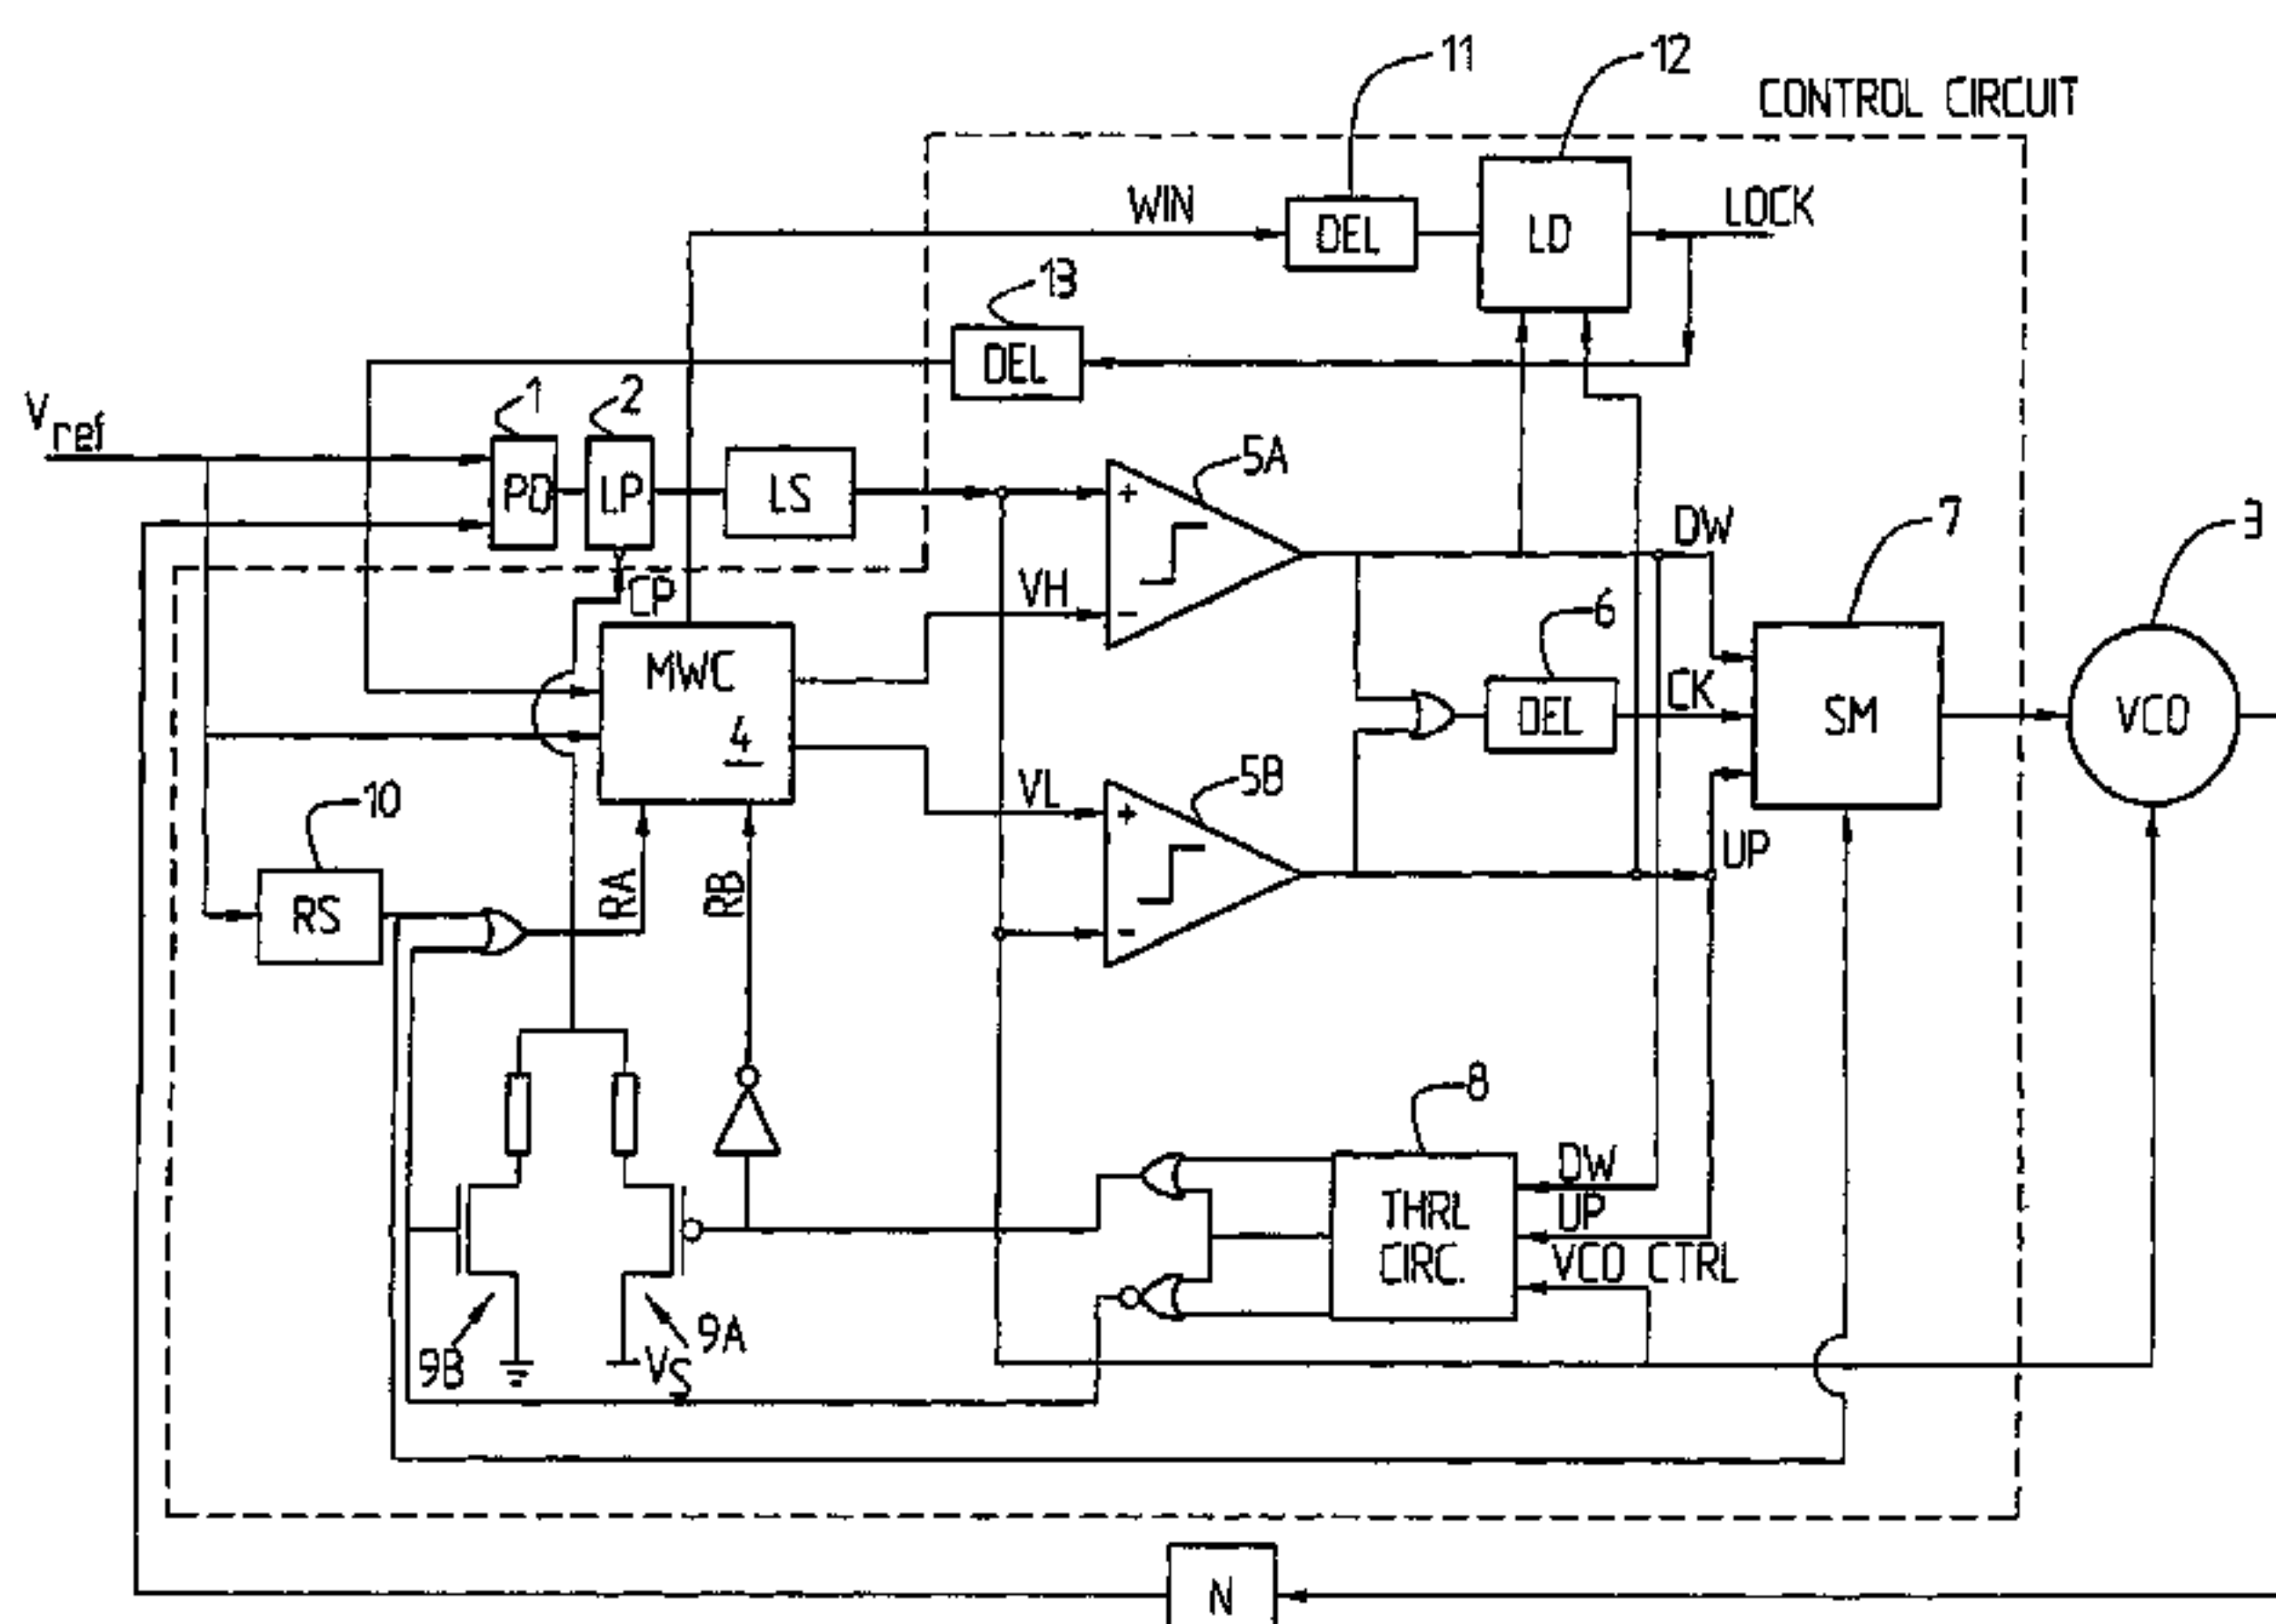 11
12
CONTROL CIRCUIT
WIN
DEL
LD
LOCK
13
DEL
Vref
1
2
PD
LP
LS
5A
+
-
DW
7
3
CP
VH
MWC
4
6
CK
DEL
SM
VCO
10
VL
5B
+
-
UP
RS
RA
RB
8
DW
THRL
CIRC.
UP
VCO CTRL
9B
9A
VS
N